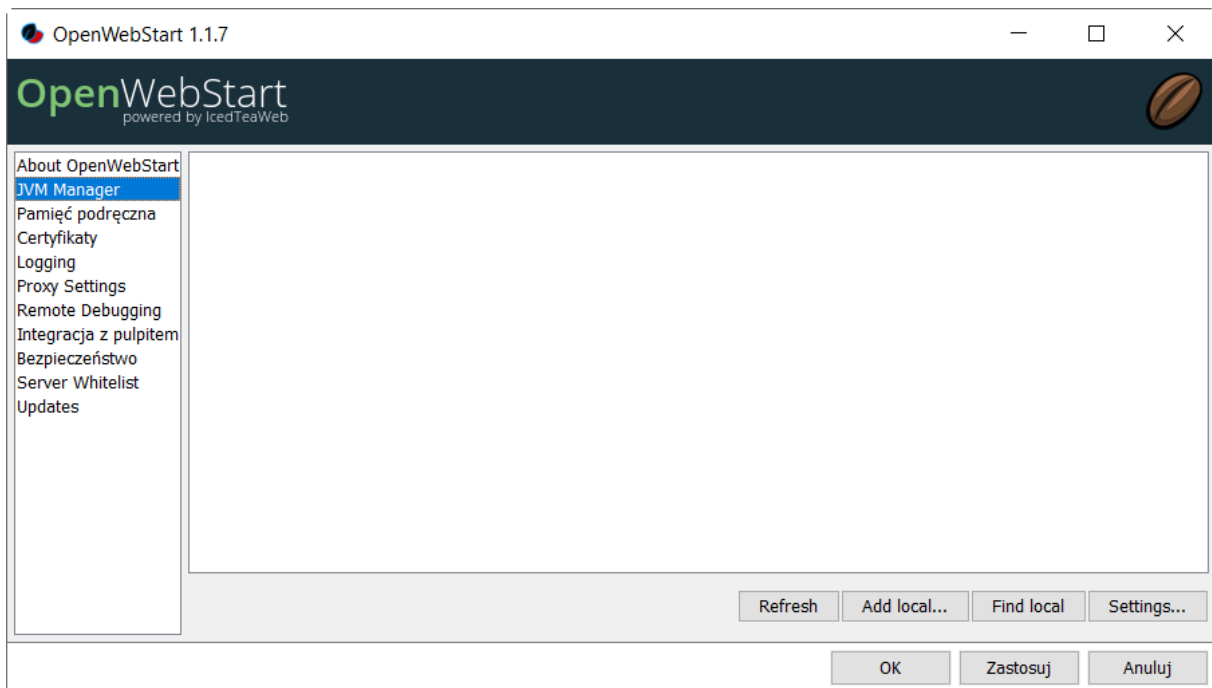 OpenWebStart 1.1.7
OpenWebStart
powered by IcedTeaWeb
About OpenWebStart
JVM Manager
Pamięć podręczna
Certyfikaty
Logging
Proxy Settings
Remote Debugging
Integracja z pulpitem
Bezpieczeństwo
Server Whitelist
Updates
Refresh Add local... Find local Settings...
OK Zastosuj Anuluj